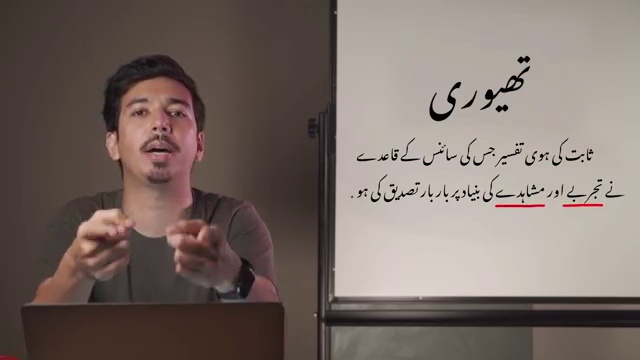 تھیوری
ثابت کی ہوی تفسیر جس کی سائنس کے قاعدے
نے تجربے اور مشاہدے کی بنیاد پر بار بار تصدیق کی ہو .